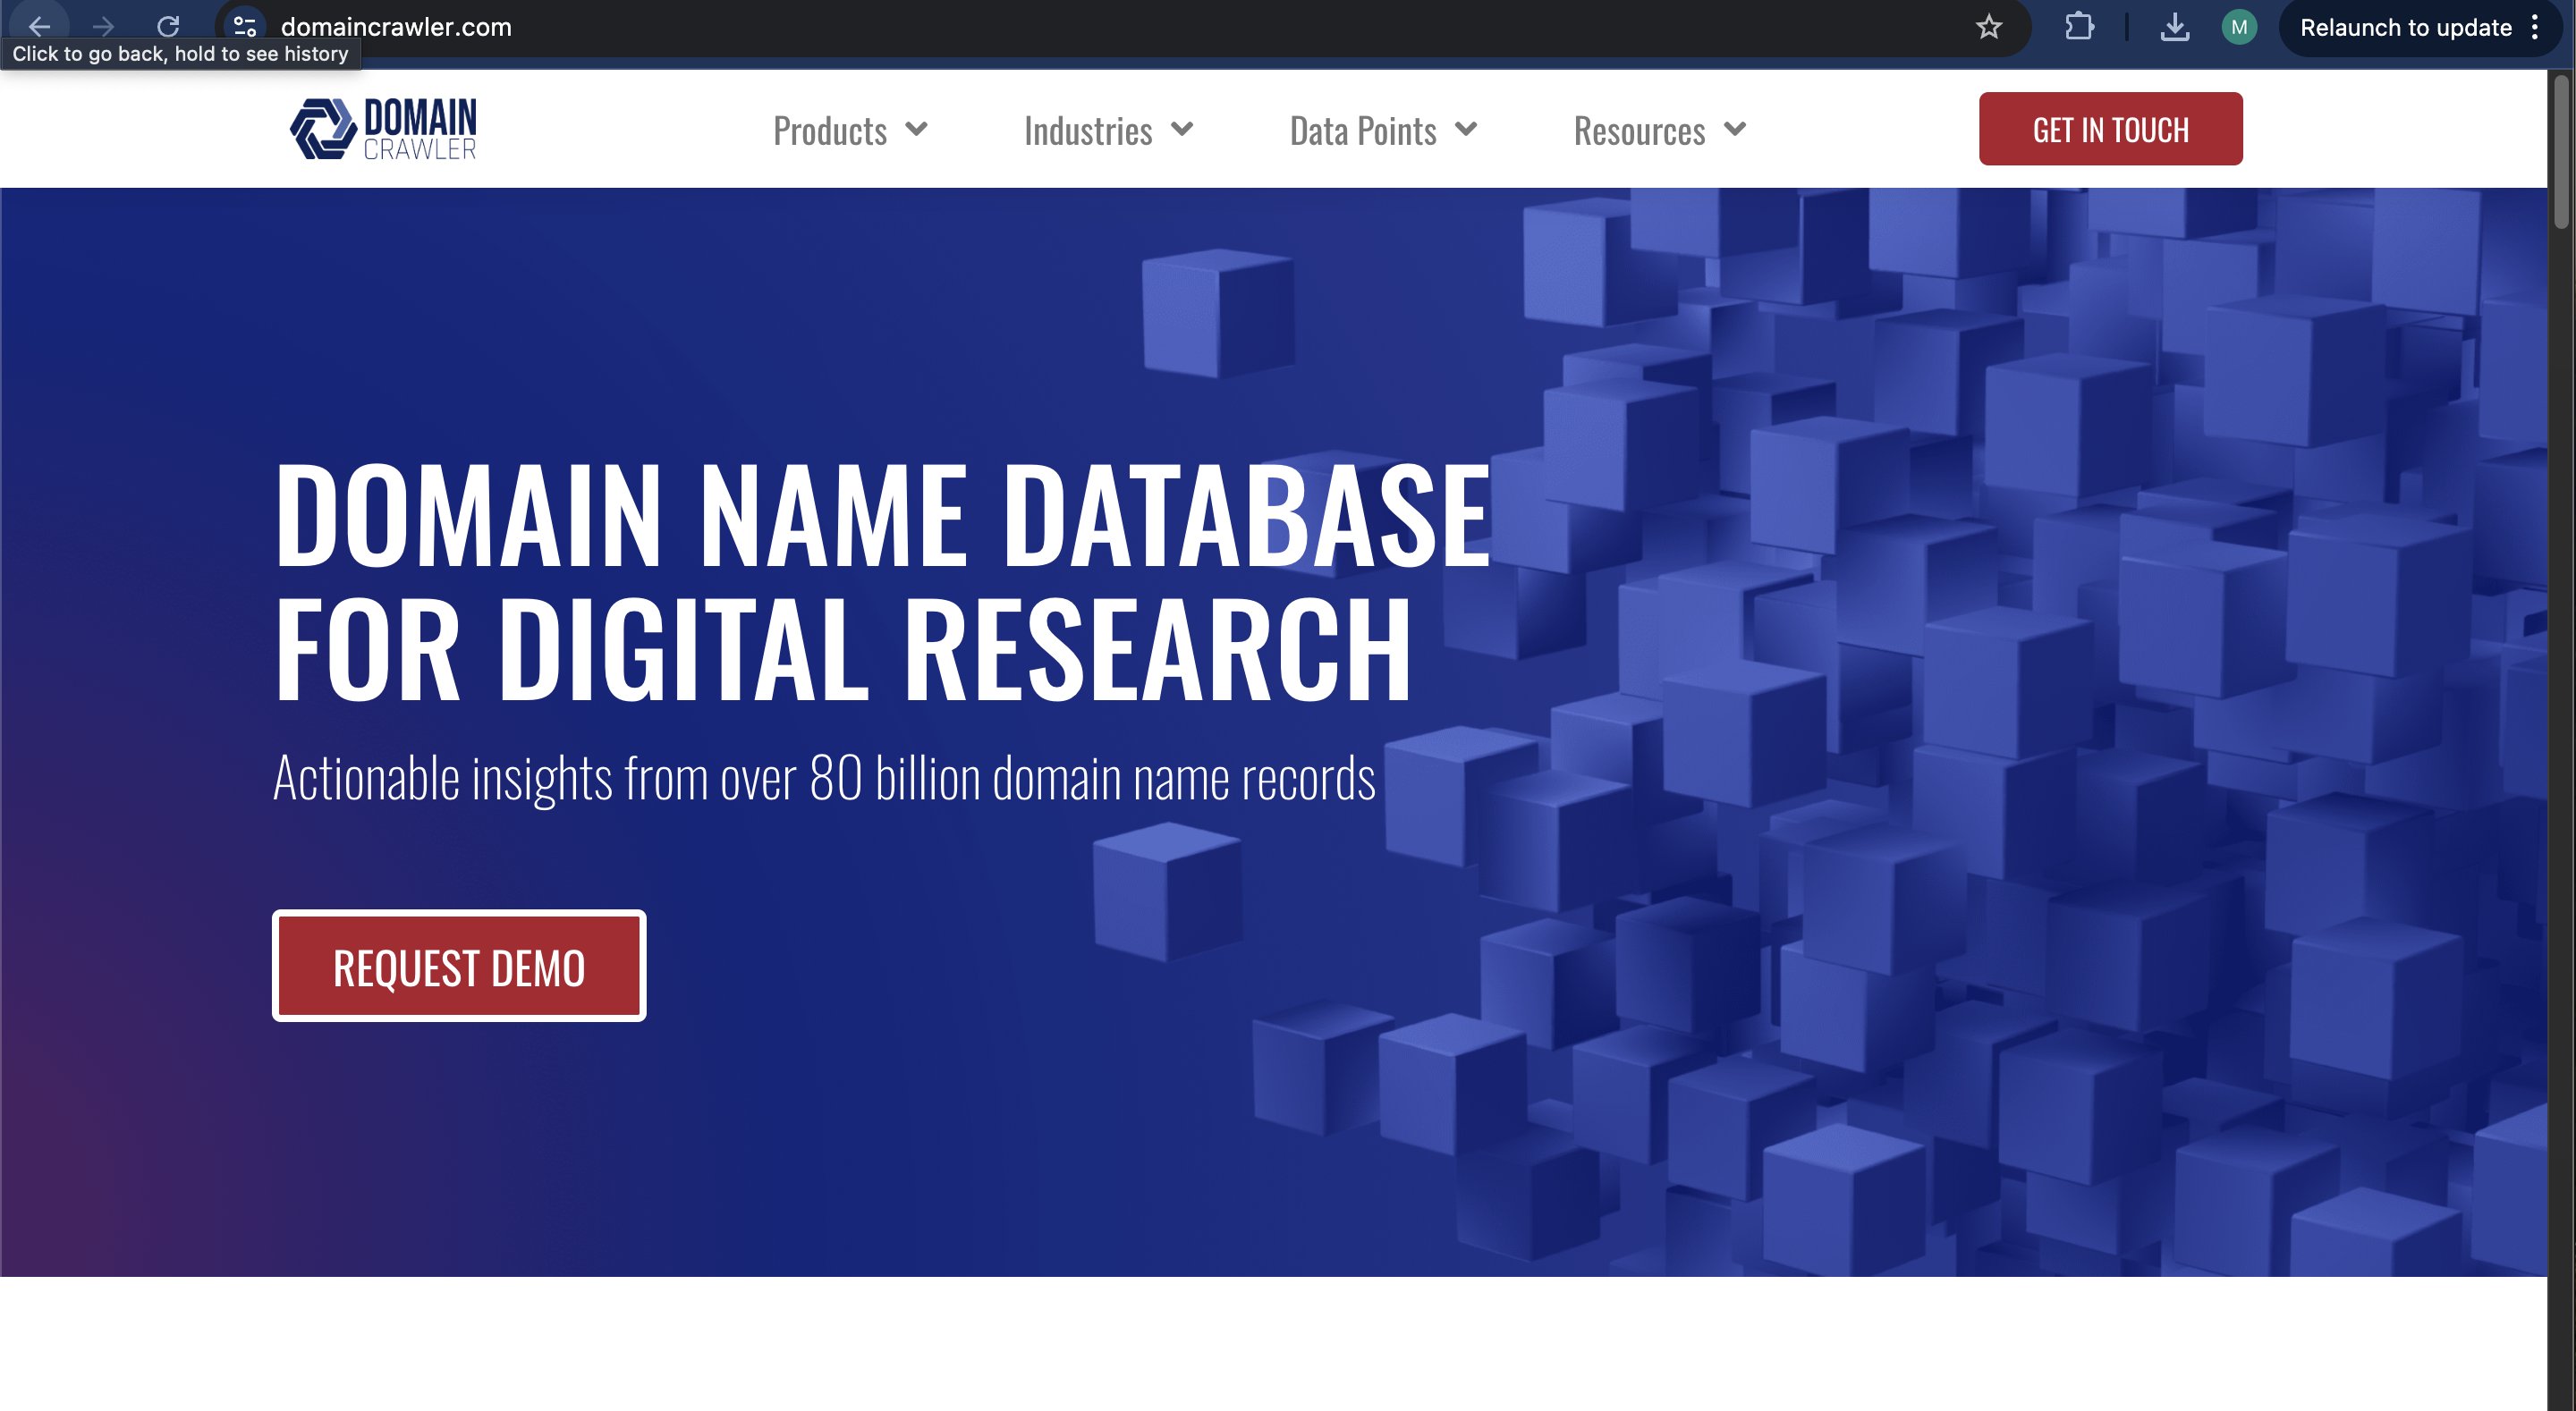 domaincrawler.com
M
Relaunch to update
Click to go back, hold to see history
DOMAIN
CRAWLER
Products
Industries
Data Points
Resources
GET IN TOUCH
DOMAIN NAME DATABASE
FOR DIGITAL RESEARCH
Actionable insights from over 80 billion domain name records
REQUEST DEMO